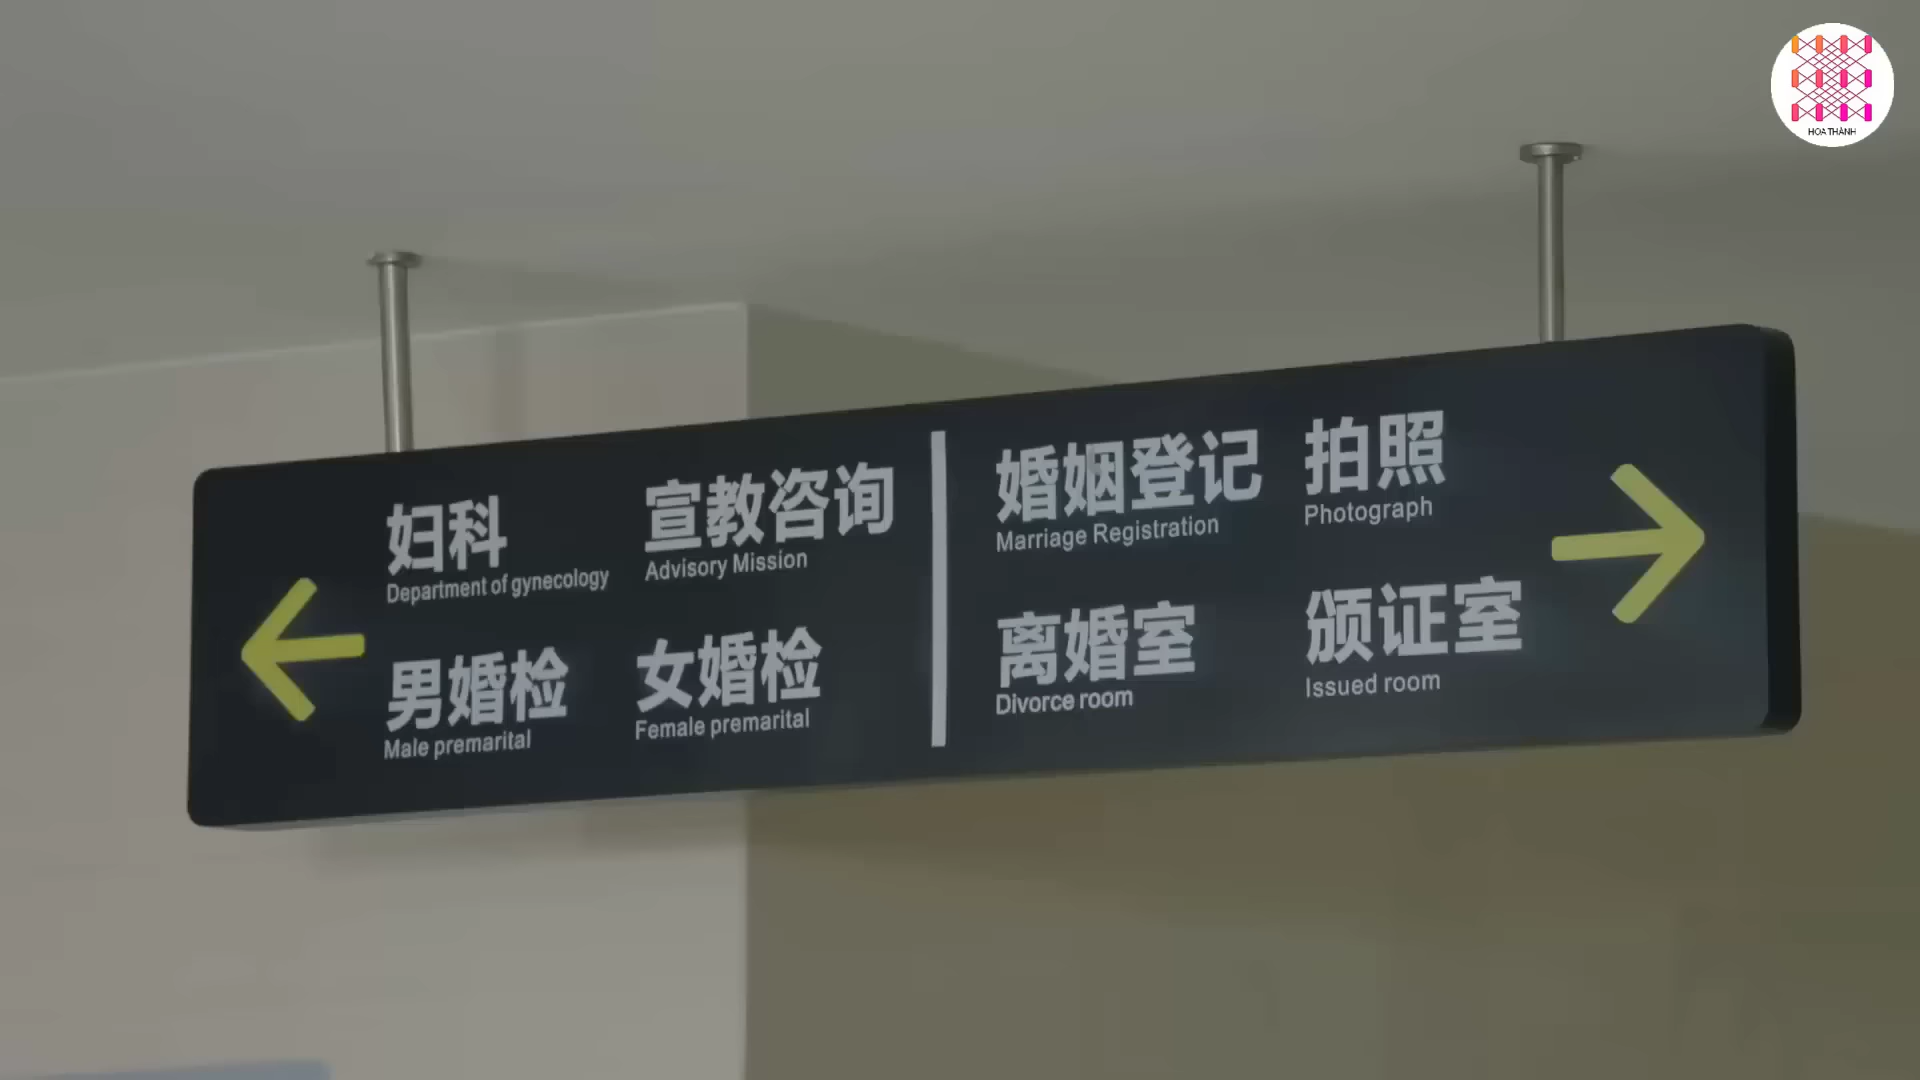 妇科 宣教咨询
Department of gynecology Advisory Mission
男婚检 女婚检
Male premarital Female premarital
婚姻登记 拍照
Marriage Registration Photograph
离婚室 颁证室
Divorce room Issued room
HOA THÀNH